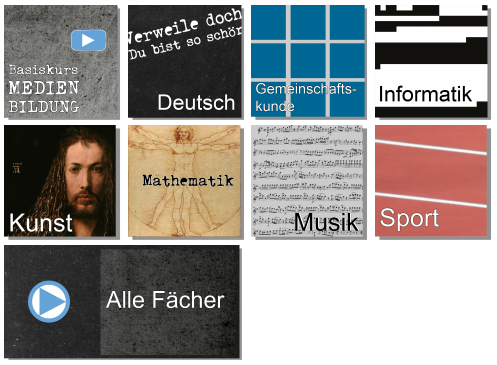 Basiskurs
MEDIEN
BILDUNG
Verweile doch
Du bist so schön
Deutsch
Gemeinschafts-
kunde
Informatik
Kunst
Mathematik
Musik
Sport
Alle Fächer